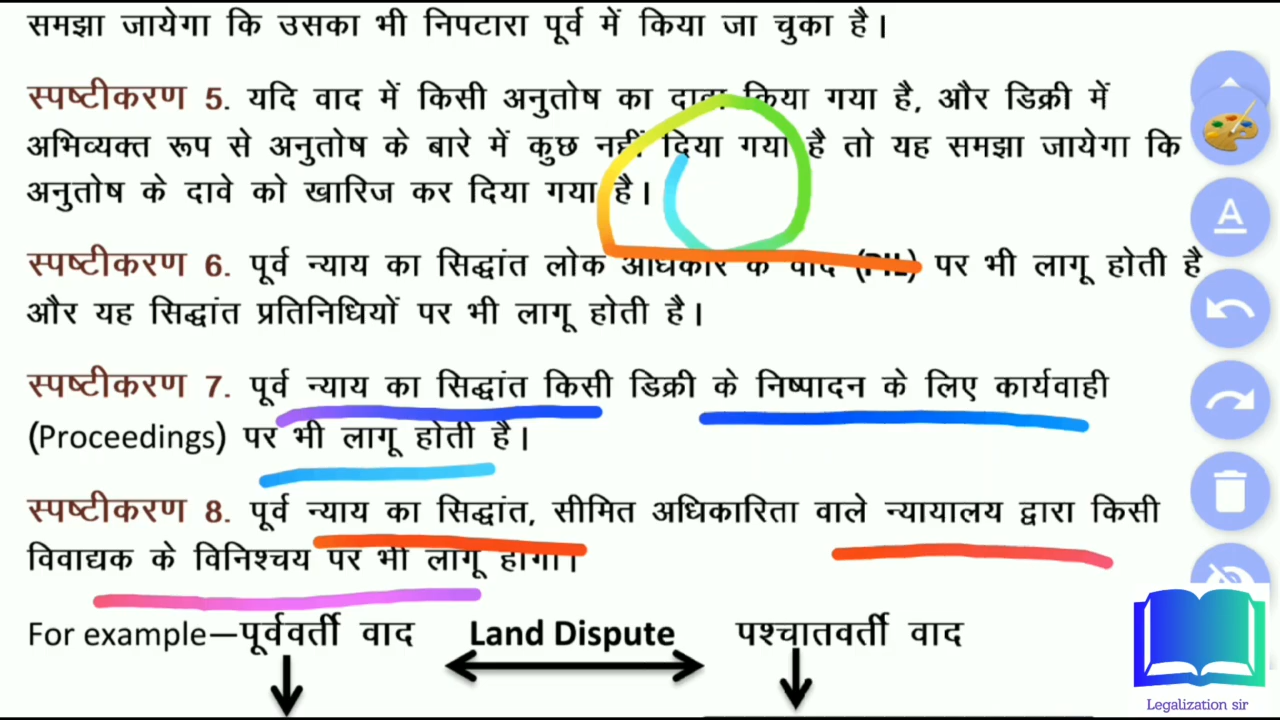 समझा जायेगा कि उसका भी निपटारा पूर्व में किया जा चुका है।
स्पष्टीकरण 5. यदि वाद में किसी अनुतोष का दावा किया गया है, और डिक्री में
अभिव्यक्त रूप से अनुतोष के बारे में कुछ नहीं दिया गया है तो यह समझा जायेगा कि
अनुतोष के दावे को खारिज कर दिया गया है।
स्पष्टीकरण 6. पूर्व न्याय का सिद्धांत लोक अधिकार के वाद (PIL) पर भी लागू होती है
और यह सिद्धांत प्रतिनिधियों पर भी लागू होती है।
स्पष्टीकरण 7. पूर्व न्याय का सिद्धांत किसी डिक्री के निष्पादन के लिए कार्यवाही
(Proceedings) पर भी लागू होती है।
स्पष्टीकरण 8. पूर्व न्याय का सिद्धांत, सीमित अधिकारिता वाले न्यायालय द्वारा किसी
विवाद्यक के विनिश्चय पर भी लागू होगा।
For example—पूर्ववर्ती वाद Land Dispute पश्चातवर्ती वाद
A
Legalization sir